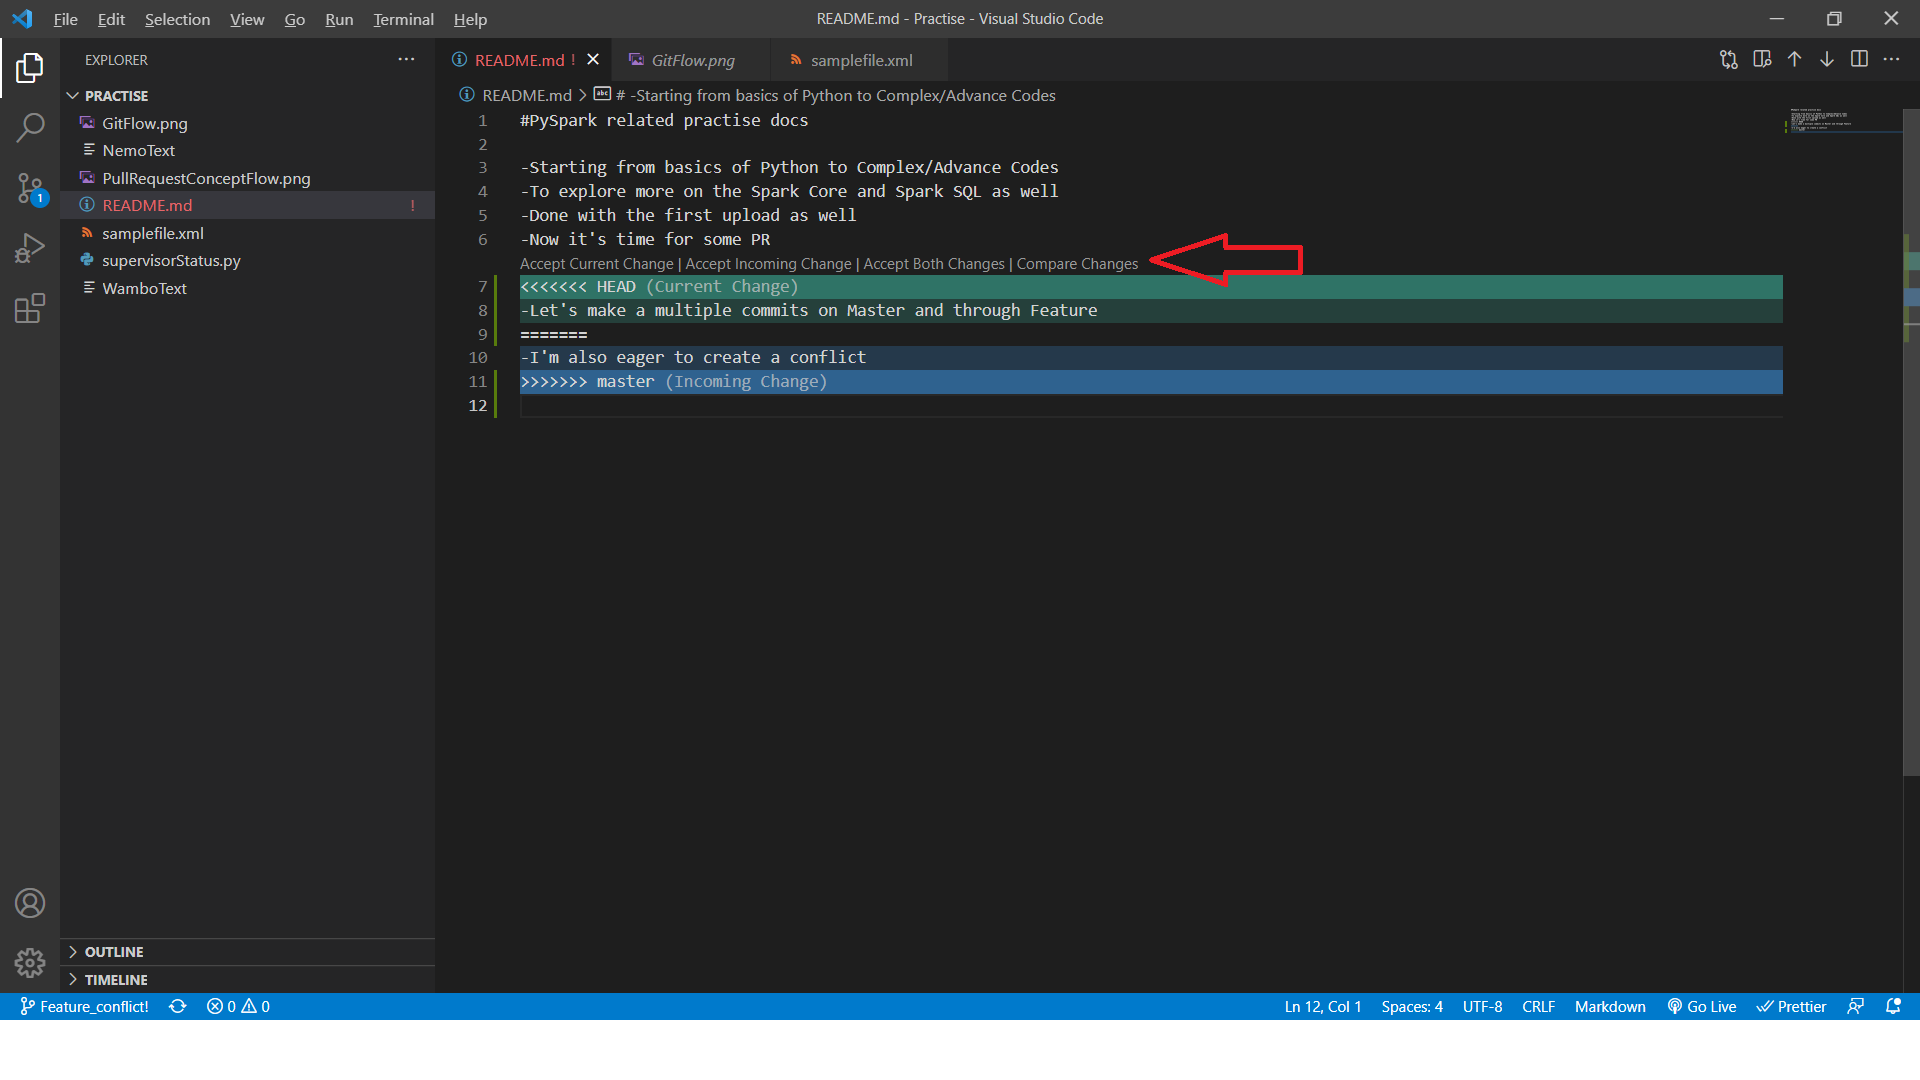 File Edit Selection View Go Run Terminal Help
README.md - Practise - Visual Studio Code
EXPLORER
PRACTISE
GitFlow.png
NemoText
PullRequestConceptFlow.png
README.md !
samplefile.xml
supervisorStatus.py
WamboText
1
OUTLINE
TIMELINE
README.md ! GitFlow.png samplefile.xml
README.md > abc # -Starting from basics of Python to Complex/Advance Codes
1 #PySpark related practise docs
2
3 -Starting from basics of Python to Complex/Advance Codes
4 -To explore more on the Spark Core and Spark SQL as well
5 -Done with the first upload as well
6 -Now it's time for some PR
Accept Current Change | Accept Incoming Change | Accept Both Changes | Compare Changes
7 <<<<<<< HEAD (Current Change)
8 -Let's make a multiple commits on Master and through Feature
9 =======
10 -I'm also eager to create a conflict
11 >>>>>>> master (Incoming Change)
12
Feature_conflict! 0 0 Ln 12, Col 1 Spaces: 4 UTF-8 CRLF Markdown Go Live Prettier